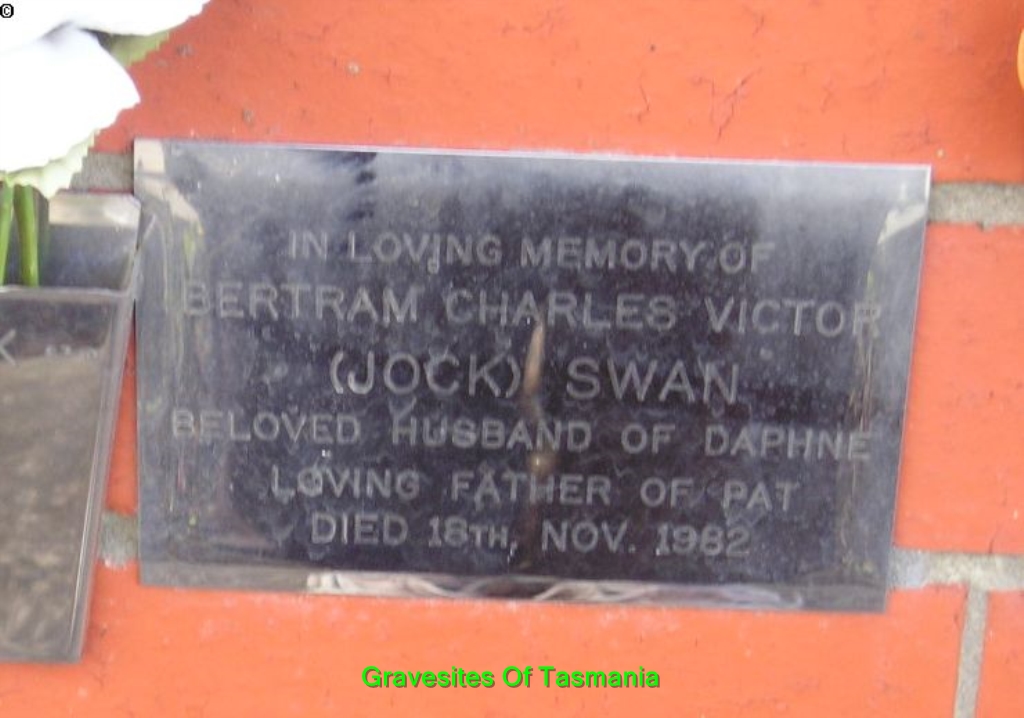 ©
IN LOVING MEMORY OF
BERTRAM CHARLES VICTOR
(JOCK) SWAN
BELOVED HUSBAND OF DAPHNE
LOVING FATHER OF PAT
DIED 18TH, NOV. 1982
K
Gravesites Of Tasmania